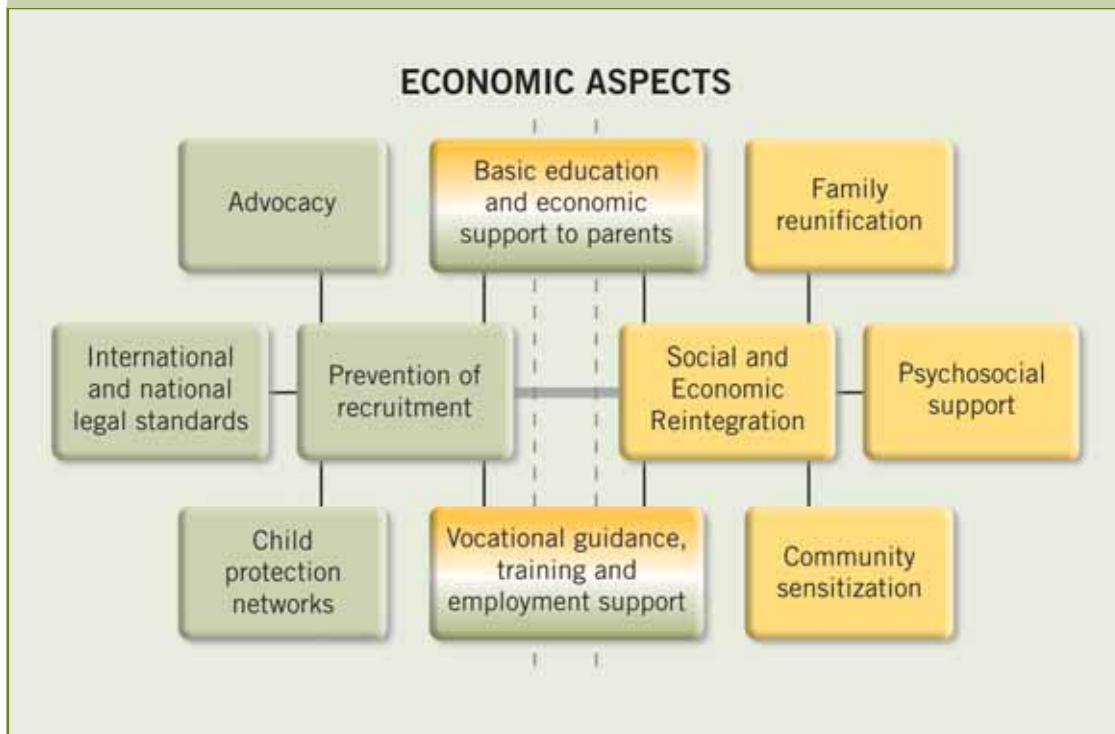 ECONOMIC ASPECTS
Advocacy
Basic education
and economic
support to parents
Family
reunification
International
and national
legal standards
Prevention of
recruitment
Social and
Economic
Reintegration
Psychosocial
support
Child
protection
networks
Vocational guidance,
training and
employment support
Community
sensitization